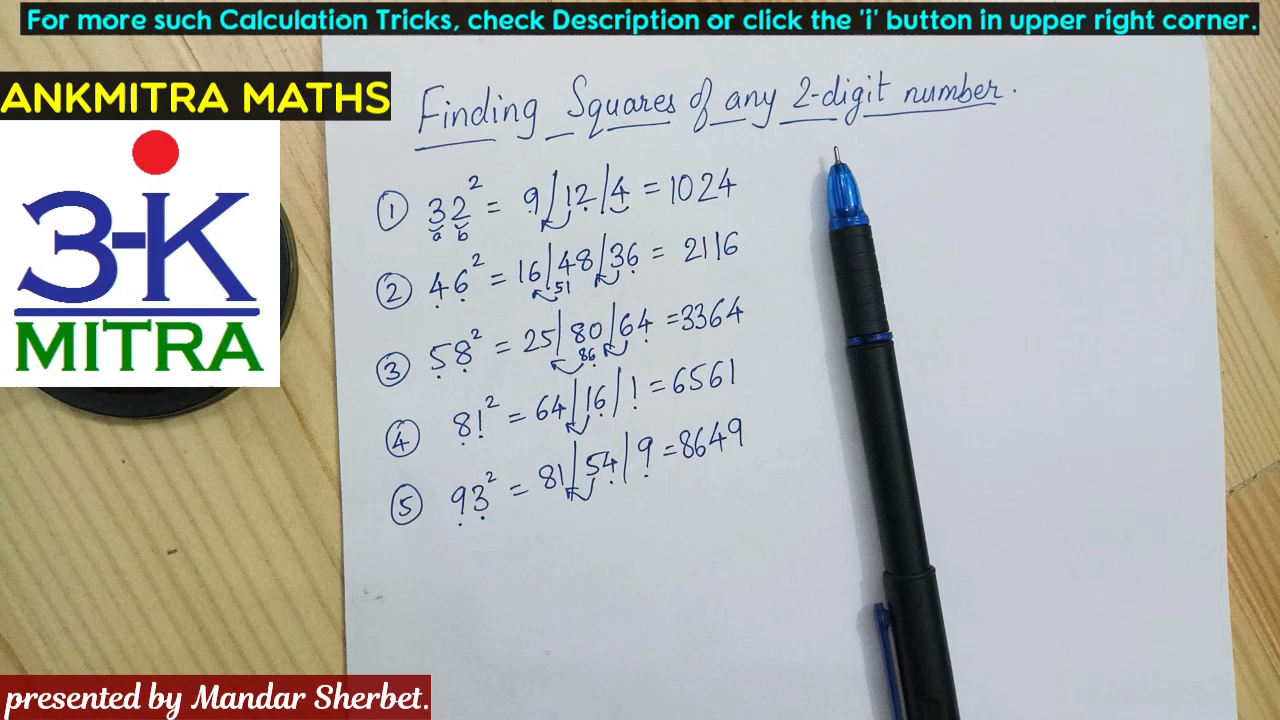 For more such Calculation Tricks, check Description or click the 'i' button in upper right corner.
ANKMITRA MATHS
3-K
MITRA
Finding Squares of any 2-digit number.
① 32² = 9/12/4 = 1024
a b
② 46² = 16/48/36 = 2116
51
③ 58² = 25/80/64 = 3364
86
④ 81² = 64/16/1 = 6561
⑤ 93² = 81/54/9 = 8649
presented by Mandar Sherbet.